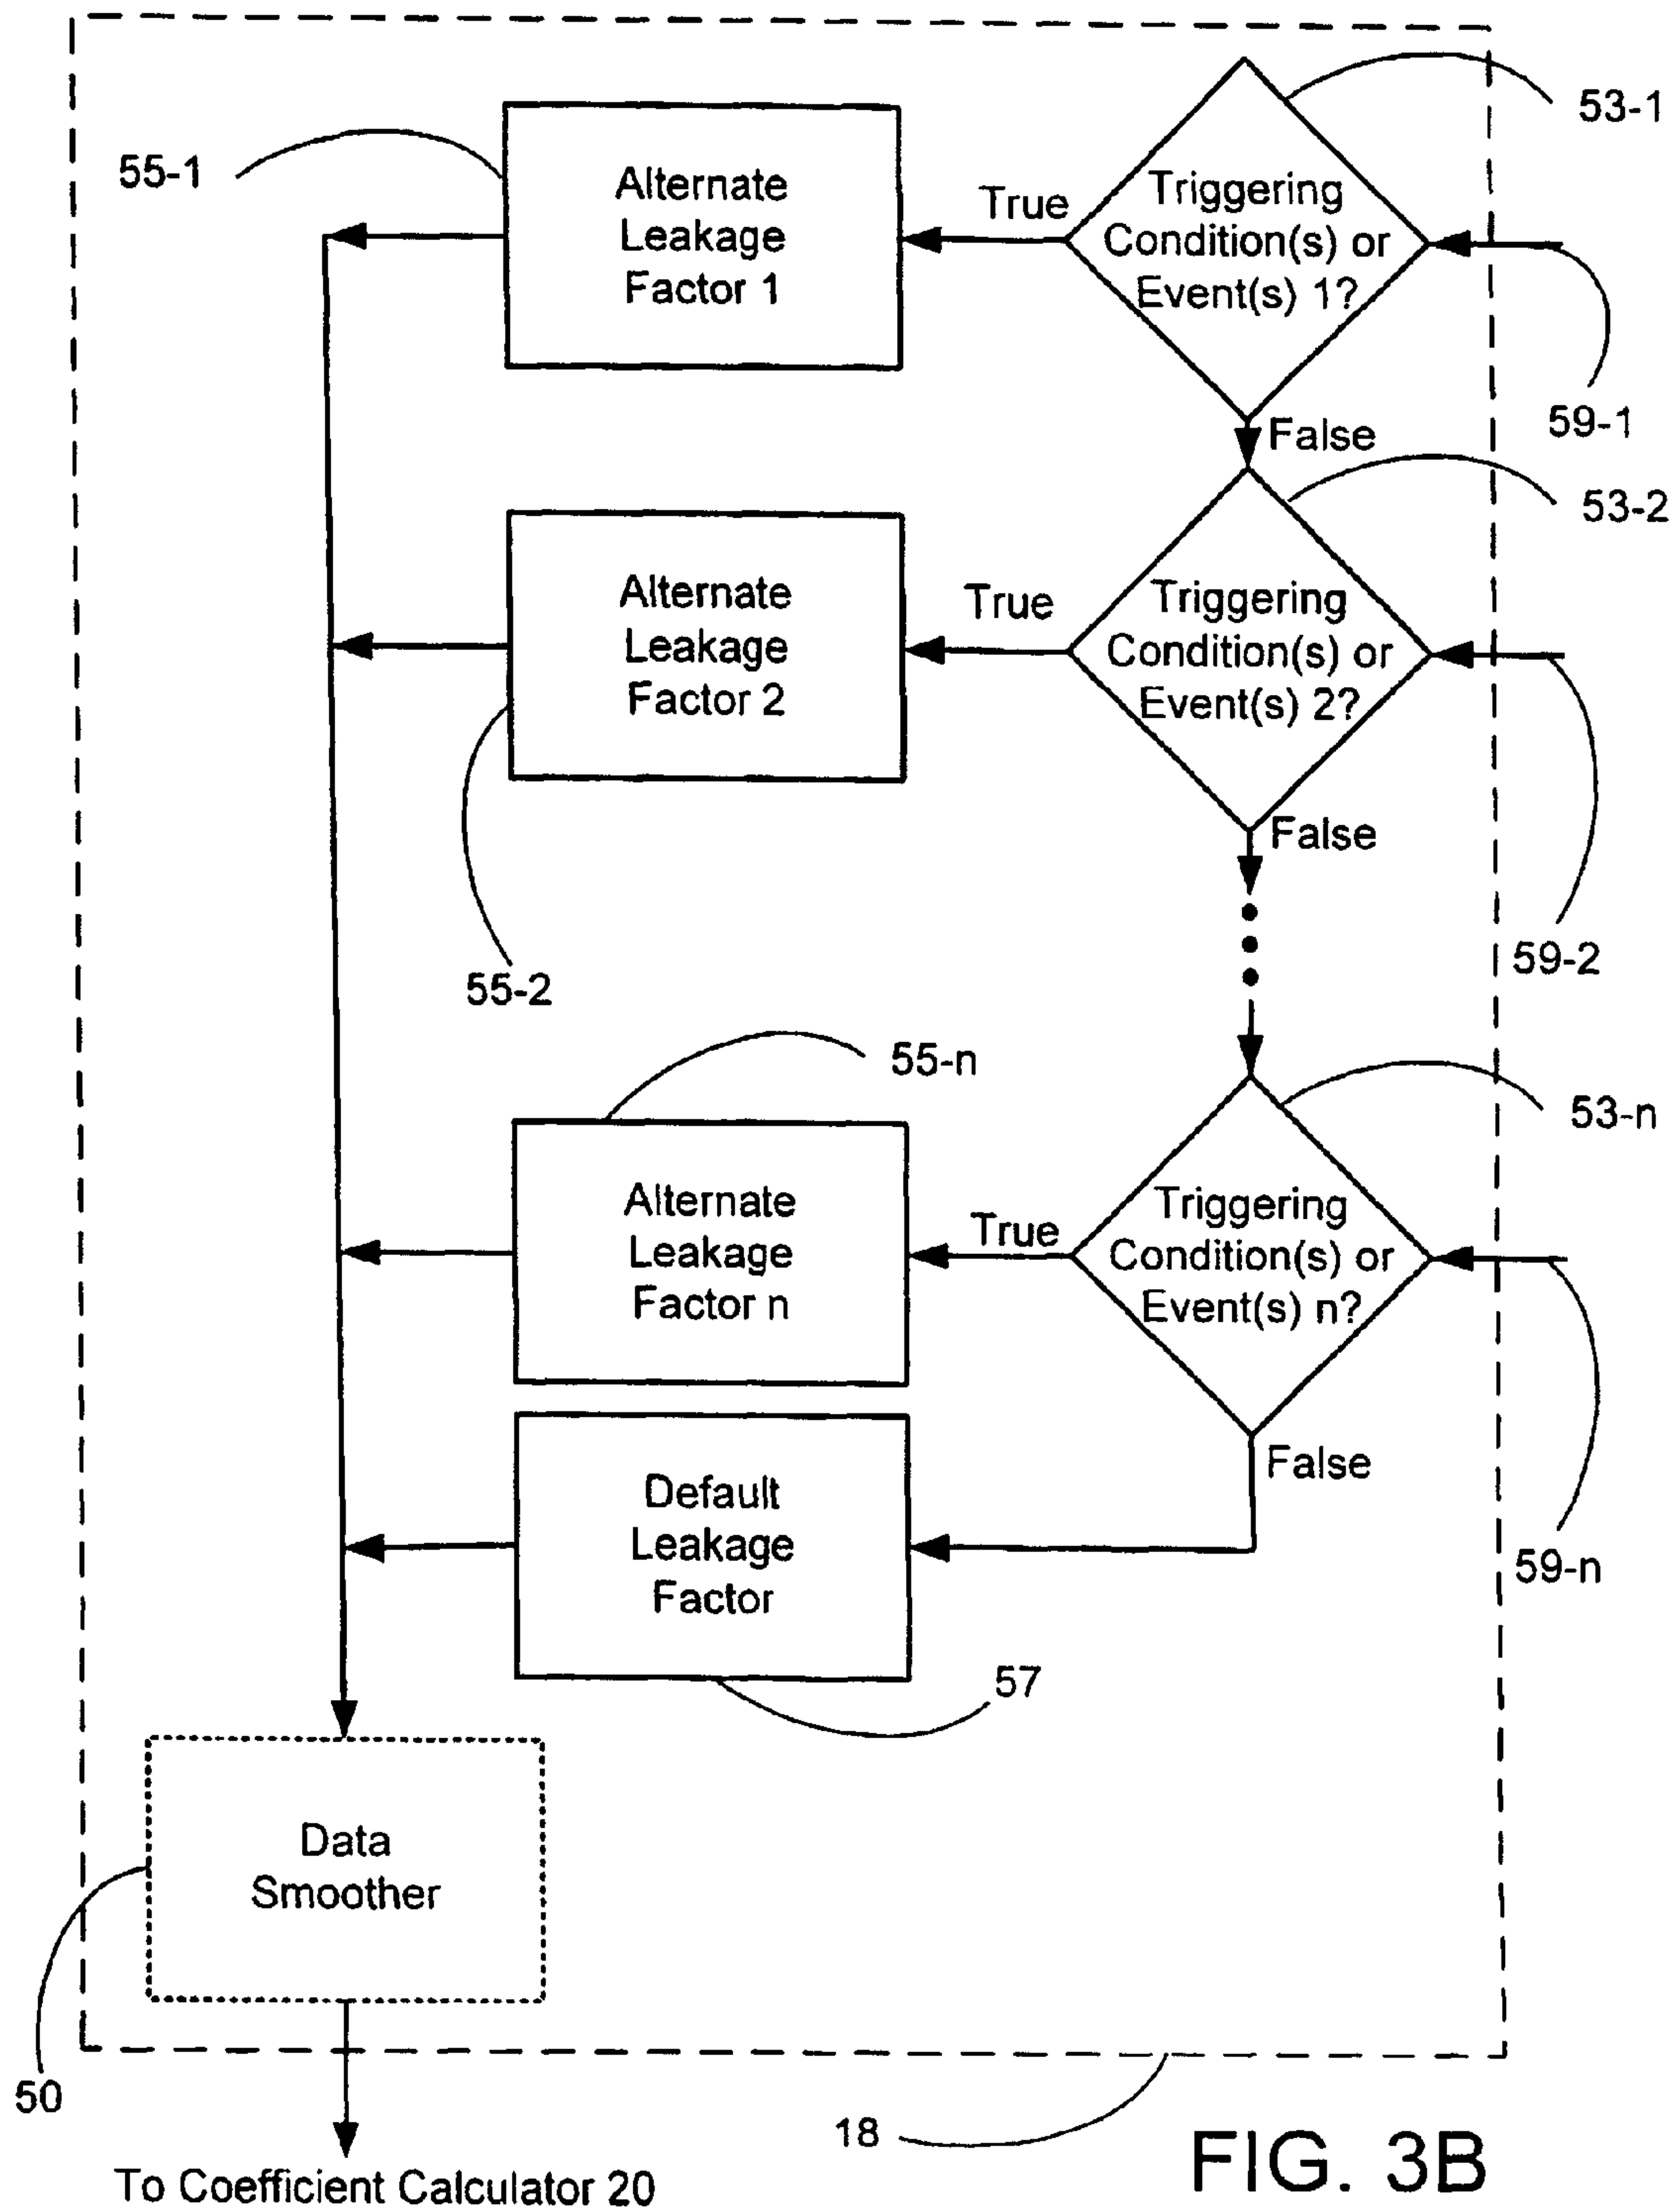 53-1
55-1
Alternate
Leakage
Factor 1
True
Triggering
Condition(s) or
Event(s) 1?
59-1
False
53-2
Alternate
Leakage
Factor 2
True
Triggering
Condition(s) or
Event(s) 2?
False
59-2
55-2
55-n
53-n
Alternate
Leakage
Factor n
True
Triggering
Condition(s) or
Event(s) n?
False
Default
Leakage
Factor
59-n
57
Data
Smoother
50
18
FIG. 3B
To Coefficient Calculator 20